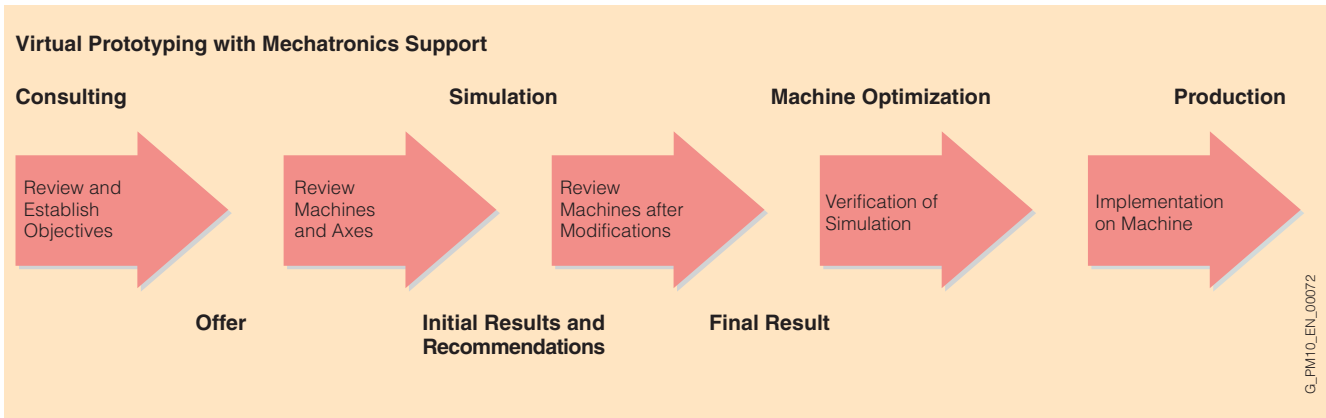 Virtual Prototyping with Mechatronics Support
Consulting
Simulation
Machine Optimization
Production
Review and
Establish
Objectives
Review
Machines
and Axes
Review
Machines after
Modifications
Verification of
Simulation
Implementation
on Machine
Offer
Initial Results and
Recommendations
Final Result
G_PM10_EN_00072